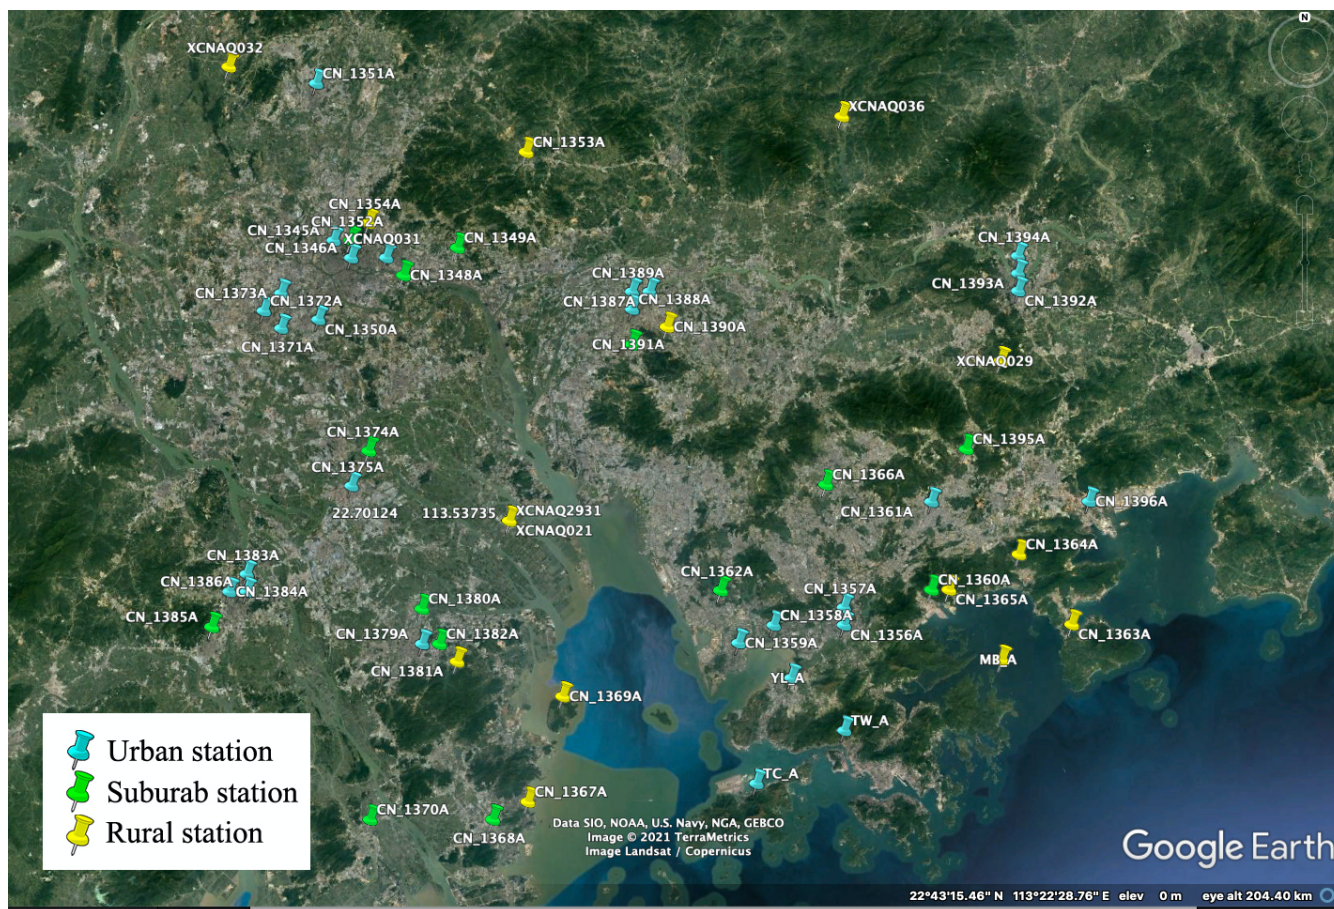 N
XCNAQ032
CN_1351A
XCNAQ036
CN_1353A
CN_1354A
CN_1352A
CN_1345A
XCNAQ031
CN_1346A
CN_1349A
CN_1348A
CN_1394A
CN_1389A
CN_1393A
CN_1373A
CN_1372A
CN_1387A
CN_1388A
CN_1392A
CN_1350A
CN_1390A
CN_1371A
CN_1391A
XCNAQ029
CN_1374A
CN_1395A
CN_1375A
CN_1366A
CN_1396A
22.70124
113.53735
XCNAQ2931
CN_1361A
XCNAQ021
CN_1364A
CN_1383A
CN_1386A
CN_1384A
CN_1362A
CN_1360A
CN_1357A
CN_1365A
CN_1385A
CN_1380A
CN_1358A
CN_1379A
CN_1382A
CN_1359A
CN_1356A
CN_1363A
CN_1381A
MB_A
YL_A
CN_1369A
TW_A
TC_A
Urban station
Suburab station
Rural station
CN_1367A
CN_1370A
CN_1368A
Data SIO, NOAA, U.S. Navy, NGA, GEBCO
Image © 2021 TerraMetrics
Image Landsat / Copernicus
Google Earth
22°43'15.46" N 113°22'28.76" E elev 0 m eye alt 204.40 km